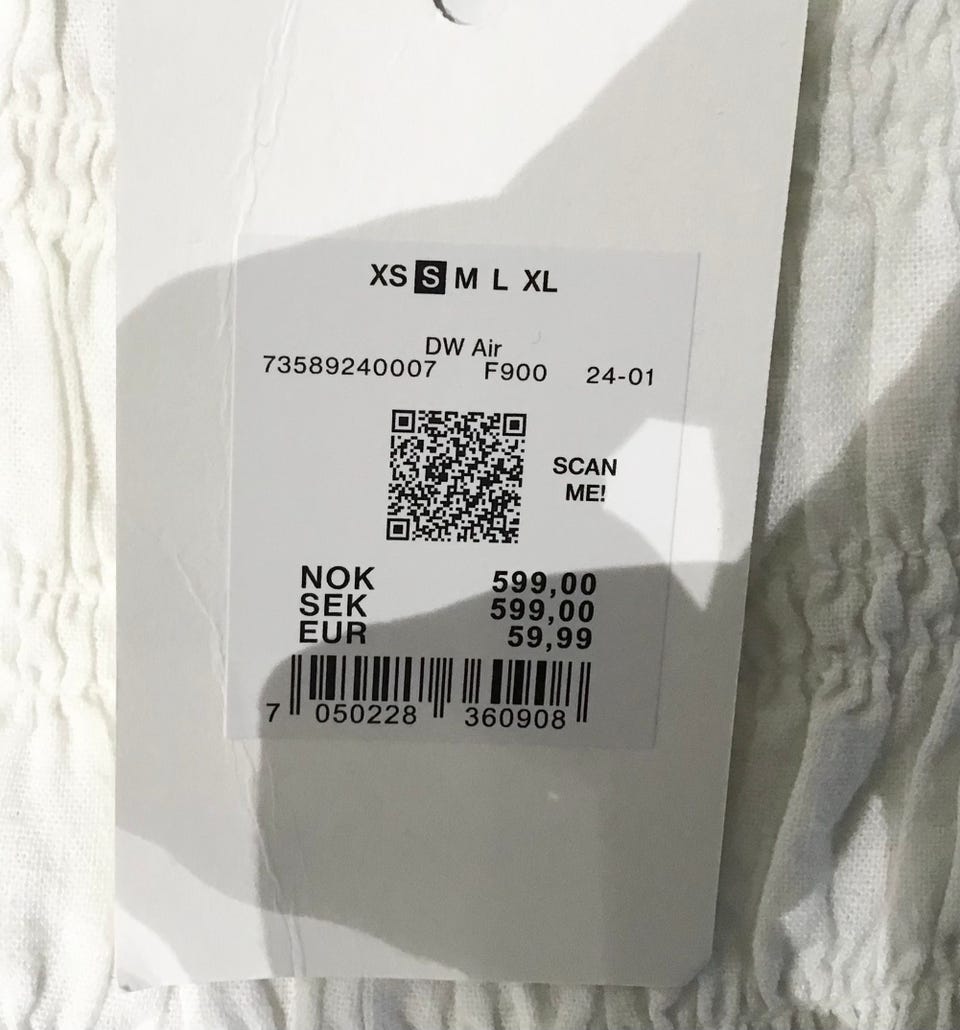 XS S M L XL
DW Air
73589240007 F900 24-01
SCAN
ME!
NOK 599,00
SEK 599,00
EUR 59,99
7 050228 360908